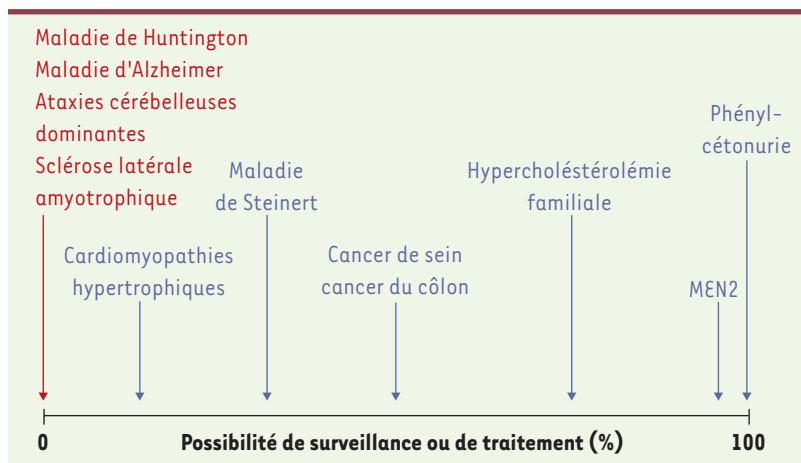 Maladie de Huntington
Maladie d'Alzheimer
Ataxies cérébelleuses
dominantes
Sclérose latérale
amyotrophique
Cardiomyopathies
hypertrophiques
Maladie
de Steinert
Cancer de sein
cancer du côlon
Hypercholéstérolémie
familiale
MEN2
Phényl-
cétonurie
0
Possibilité de surveillance ou de traitement (%)
100